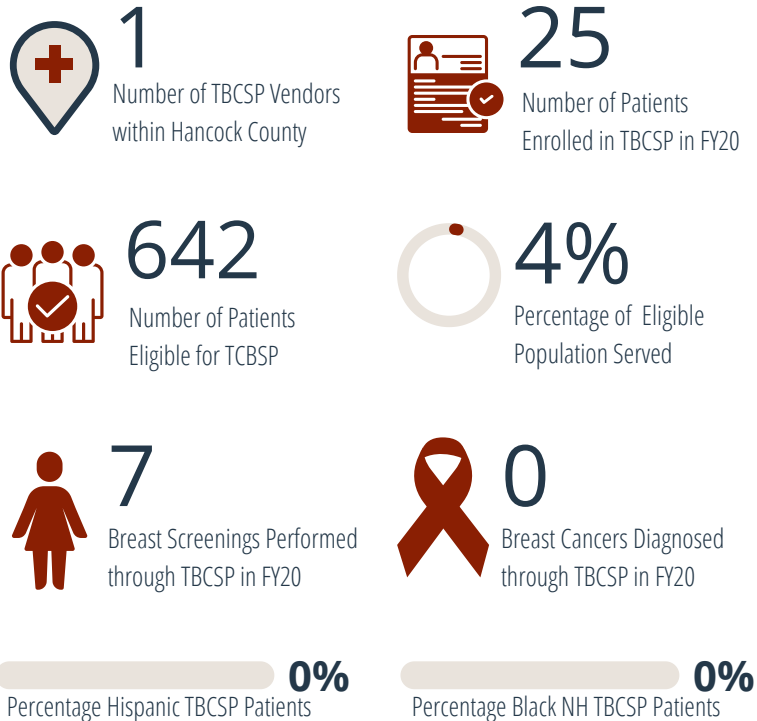 1
Number of TBCSP Vendors
within Hancock County
25
Number of Patients
Enrolled in TBCSP in FY20
642
Number of Patients
Eligible for TCBSP
4%
Percentage of Eligible
Population Served
7
Breast Screenings Performed
through TBCSP in FY20
0
Breast Cancers Diagnosed
through TBCSP in FY20
0%
Percentage Hispanic TBCSP Patients
0%
Percentage Black NH TBCSP Patients